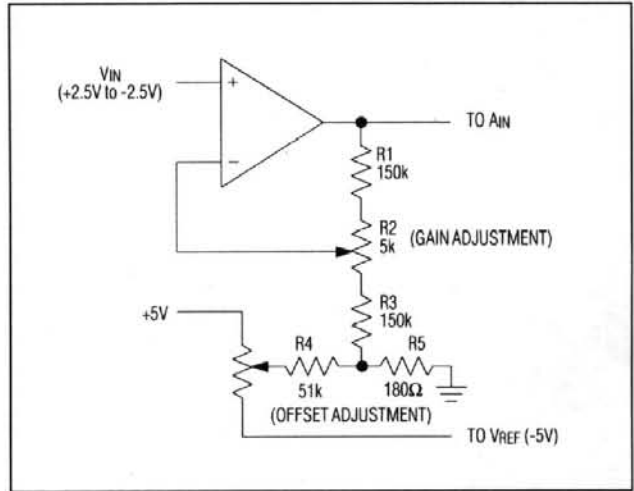 VIN
(+2.5V to -2.5V)
+
−
TO AIN
R1
150k
R2
5k
(GAIN ADJUSTMENT)
R3
150k
+5V
R4
51k
R5
180Ω
(OFFSET ADJUSTMENT)
TO VREF (-5V)